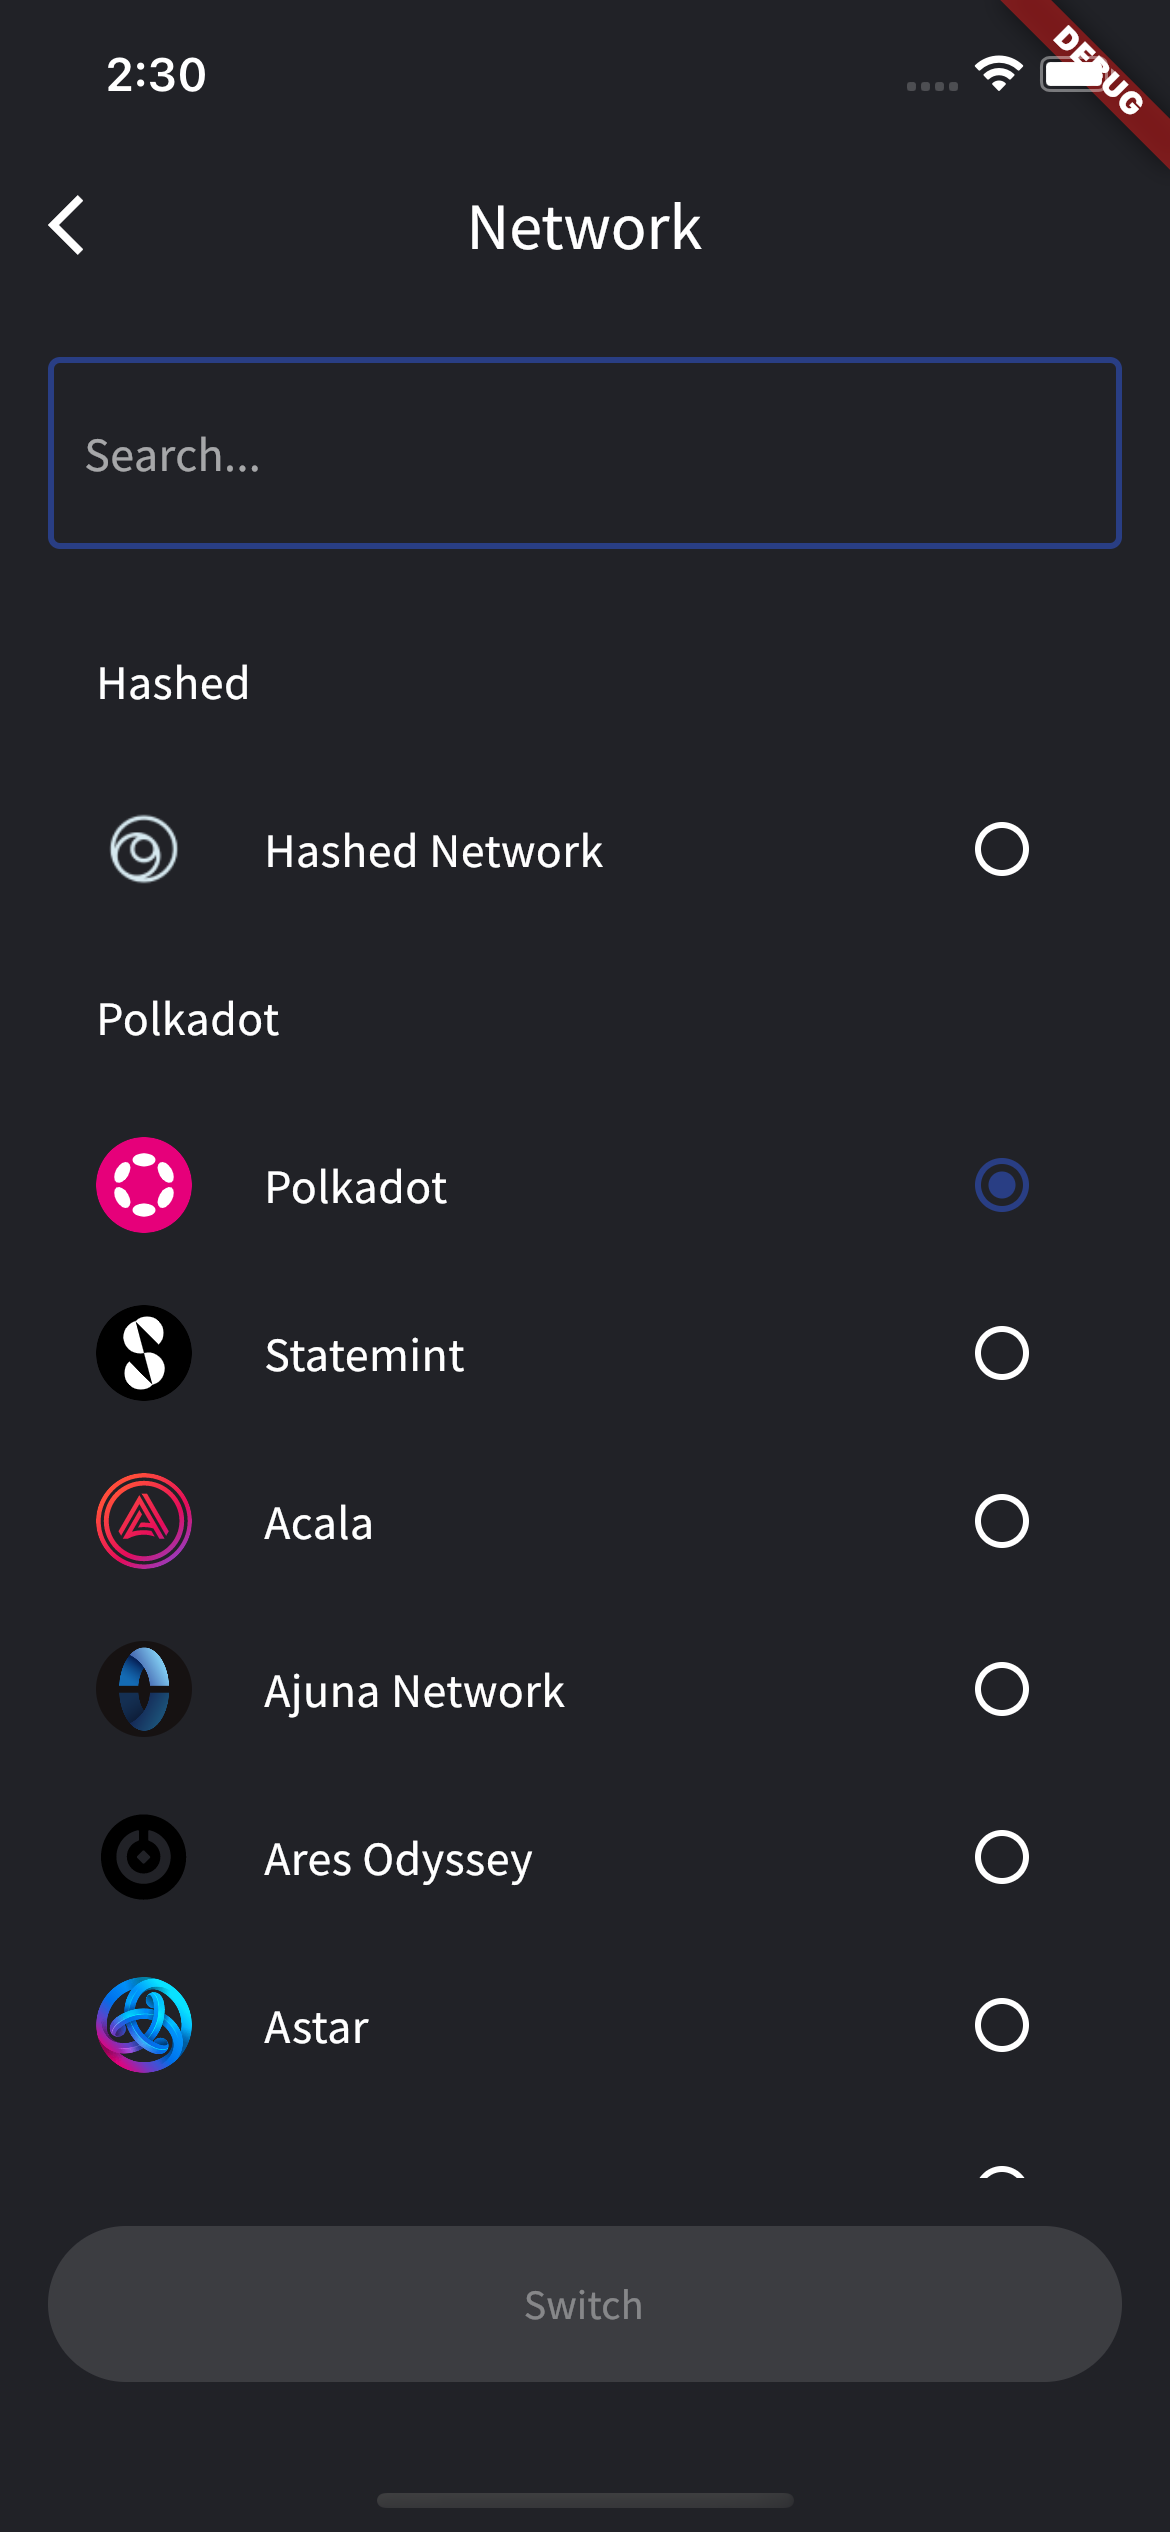 2:30
DEBUG
Network
Search...
Hashed
Hashed Network
Polkadot
Polkadot
Statemint
Acala
Ajuna Network
Ares Odyssey
Astar
Switch